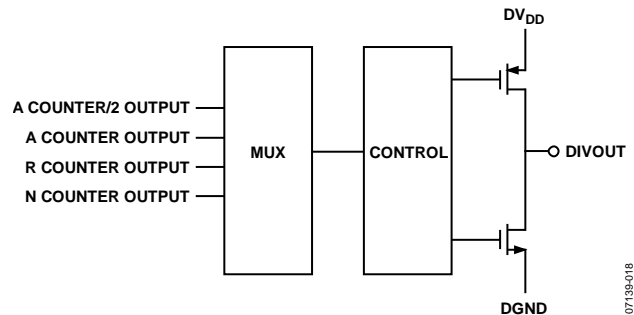 DVDD
A COUNTER/2 OUTPUT
A COUNTER OUTPUT
R COUNTER OUTPUT
N COUNTER OUTPUT
MUX
CONTROL
DIVOUT
DGND
07139-018